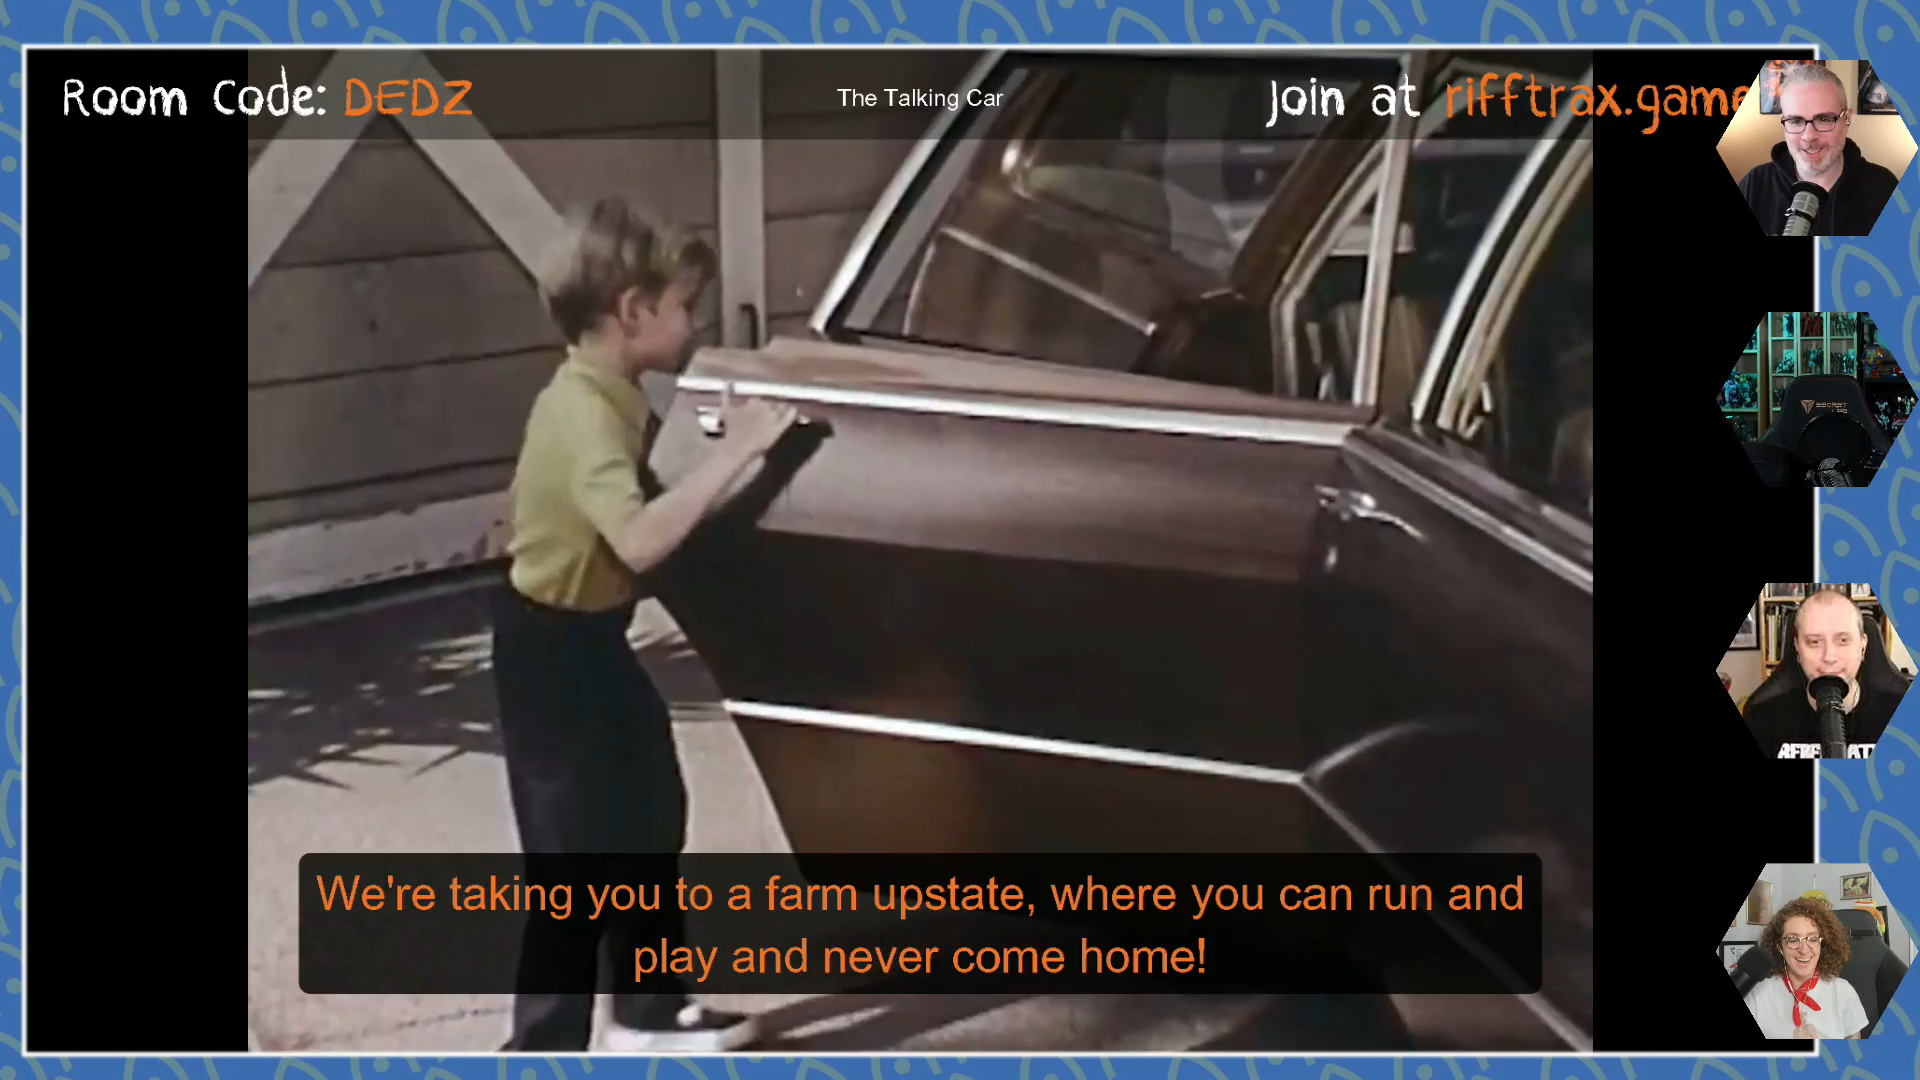 Room Code: DEDZ
The Talking Car
Join at rifftrax.game
SECRET
We're taking you to a farm upstate, where you can run and
play and never come home!